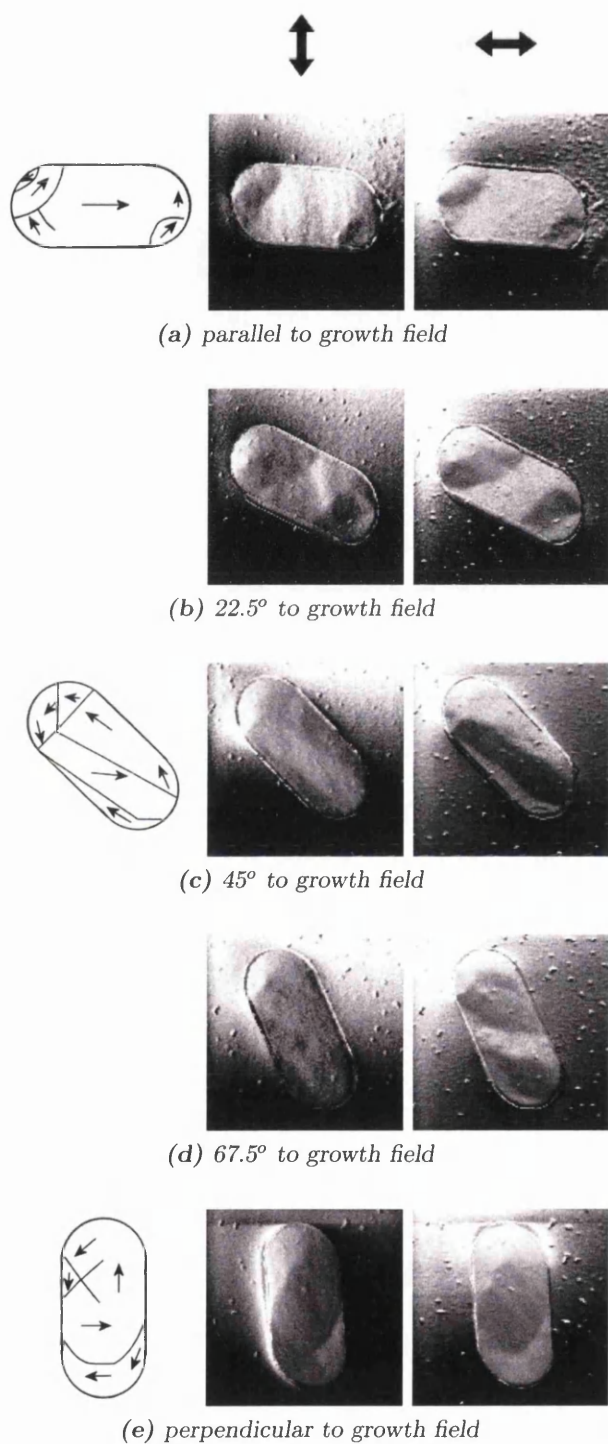 (a) parallel to growth field
(b) 22.5° to growth field
(c) 45° to growth field
(d) 67.5° to growth field
(e) perpendicular to growth field